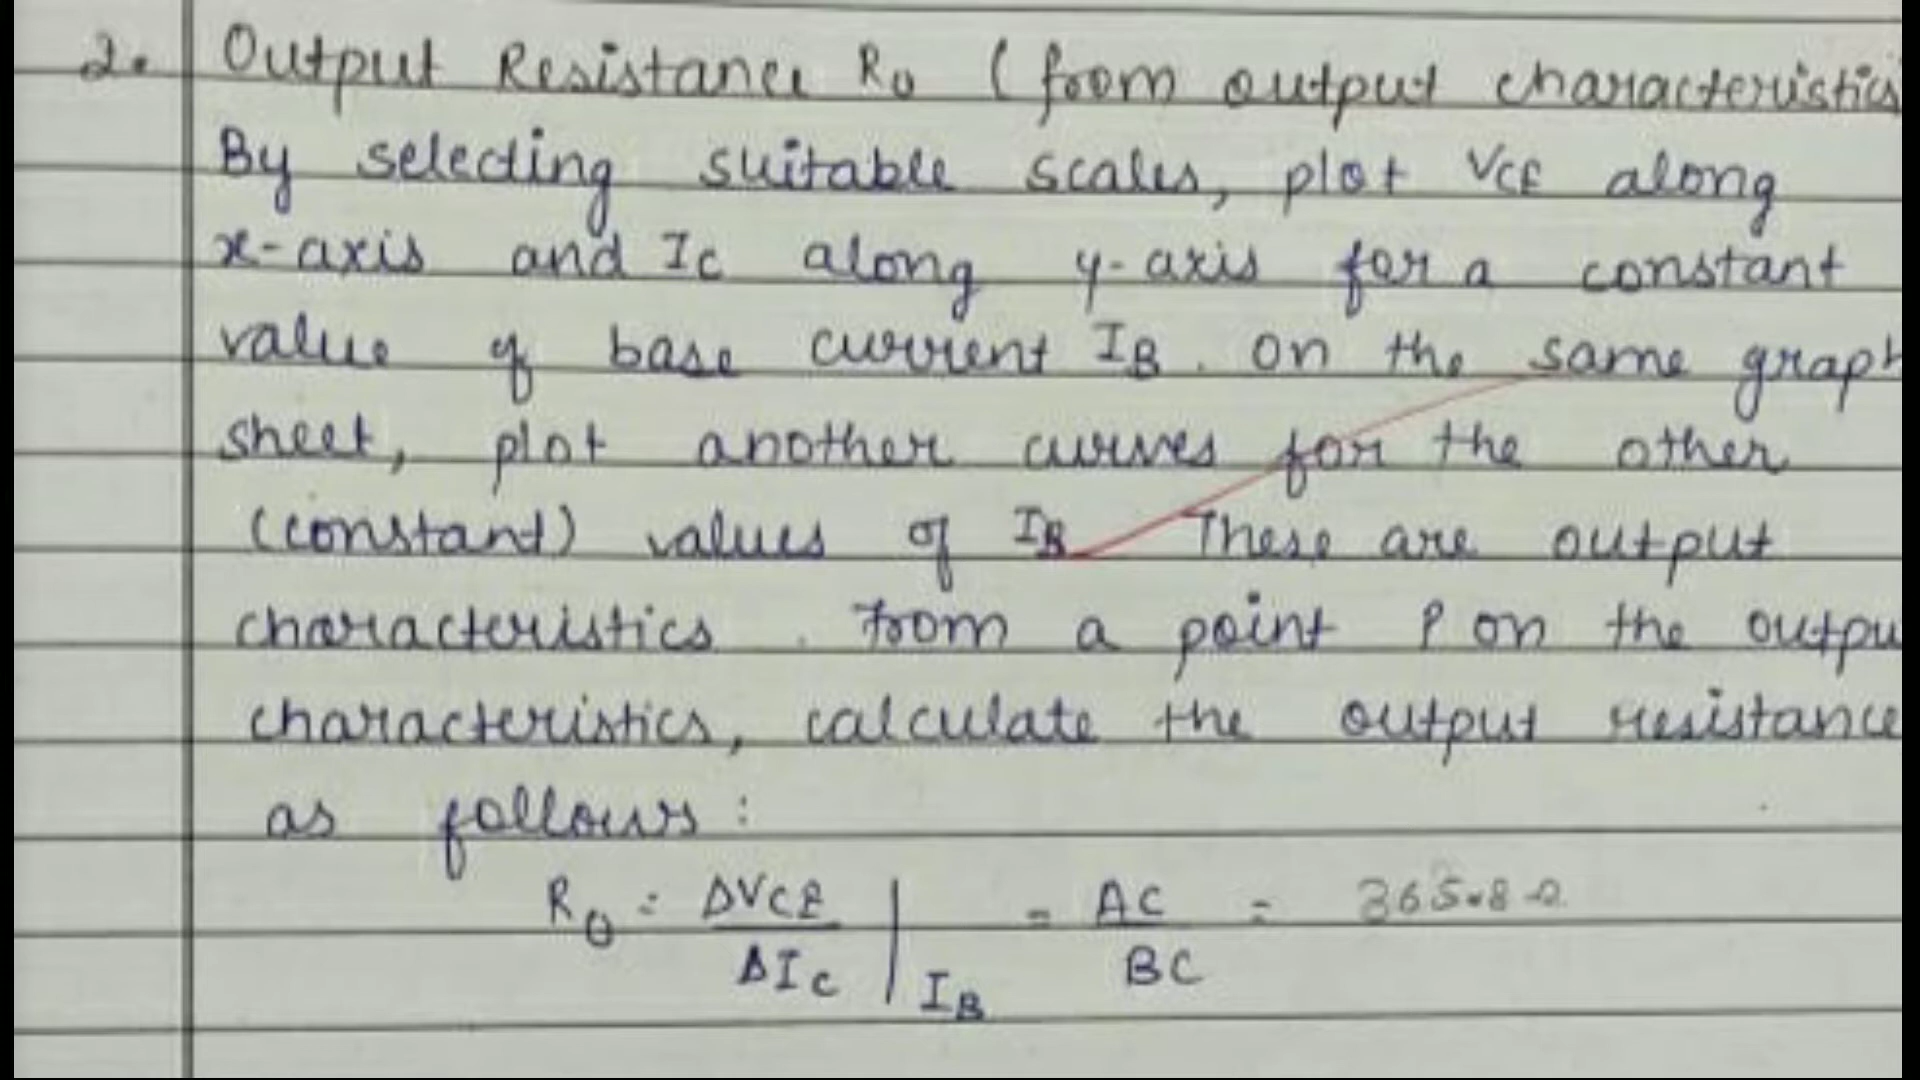 2. Output Resistance Ro (from output characteristics
By selecting suitable scales, plot VCE along
x-axis and IC along y-axis for a constant
value of base current IB. On the same graph
sheet, plot another curves for the other
(constant) values of IB These are output
characteristics. From a point P on the outpu
characteristics, calculate the output resistance
as follows:
Ro = ΔVCE / ΔIC | IB = AC / BC = 365.8 Ω